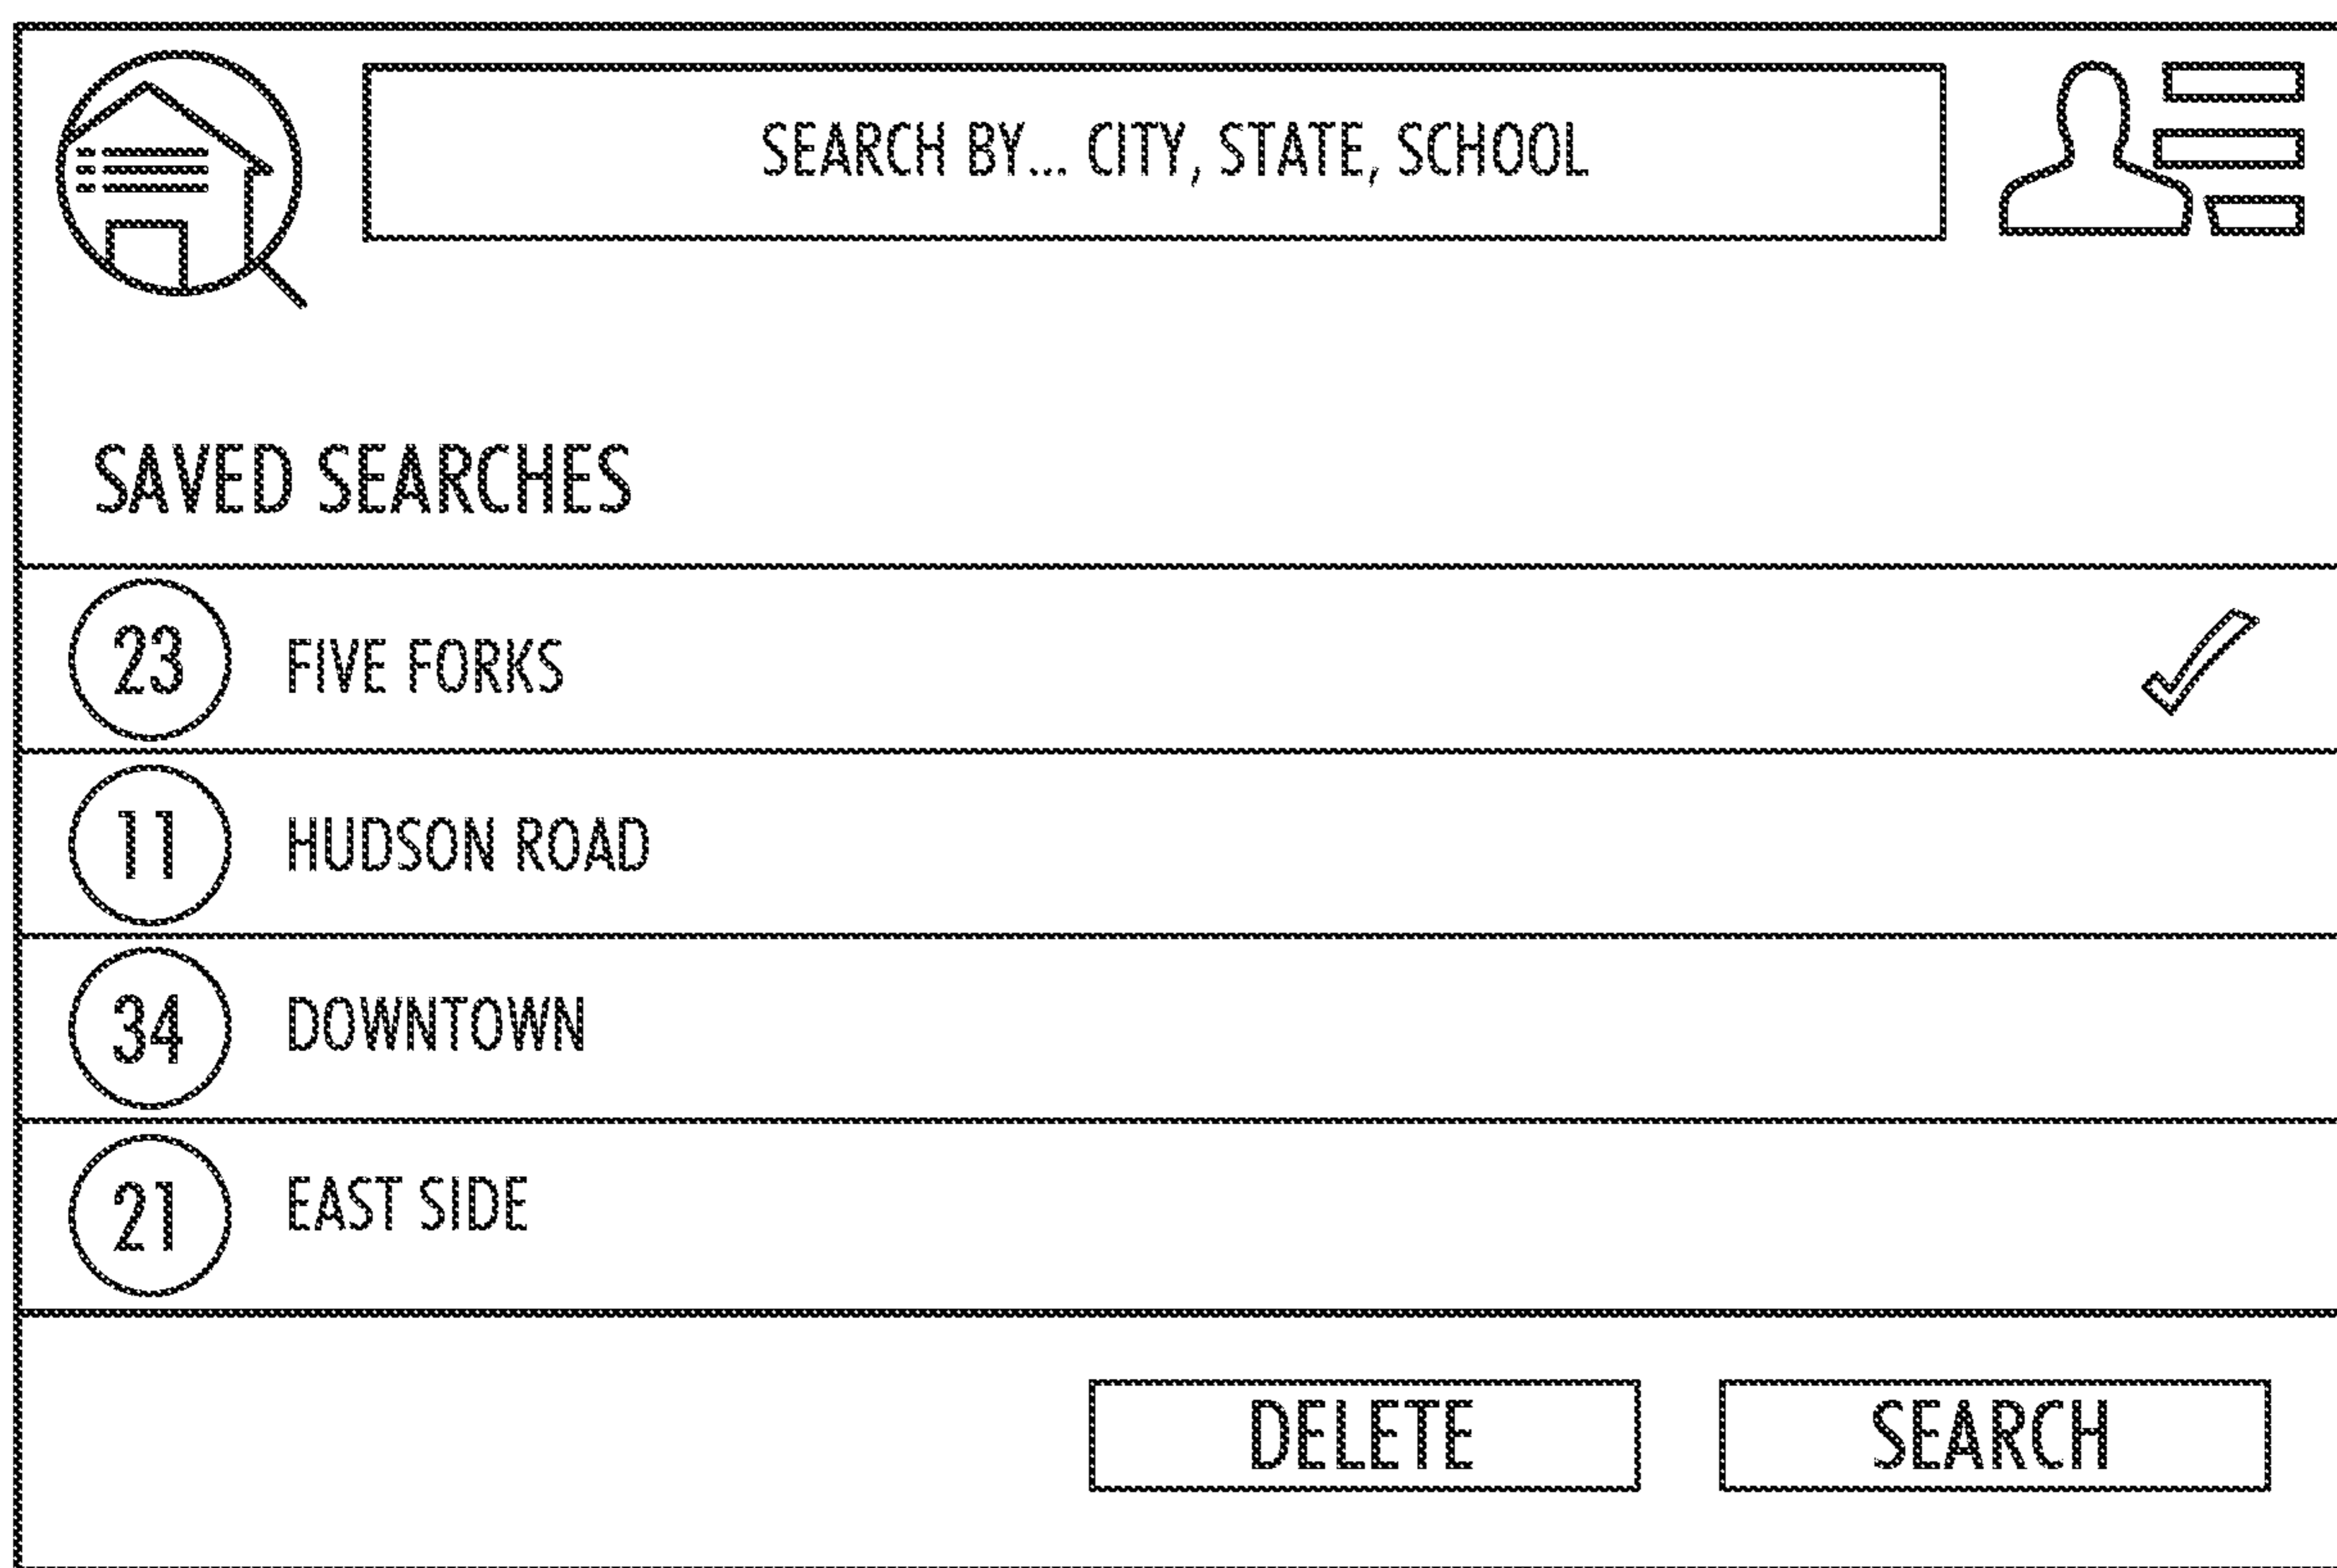 SEARCH BY... CITY, STATE, SCHOOL
SAVED SEARCHES
23 FIVE FORKS
11 HUDSON ROAD
34 DOWNTOWN
21 EAST SIDE
DELETE SEARCH